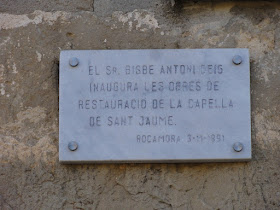 EL SR. BISBE ANTONI DEIG
INAUGURA LES OBRES DE
RESTAURACIO DE LA CAPELLA
DE SANT JAUME.
ROCAMORA 3-11-1991